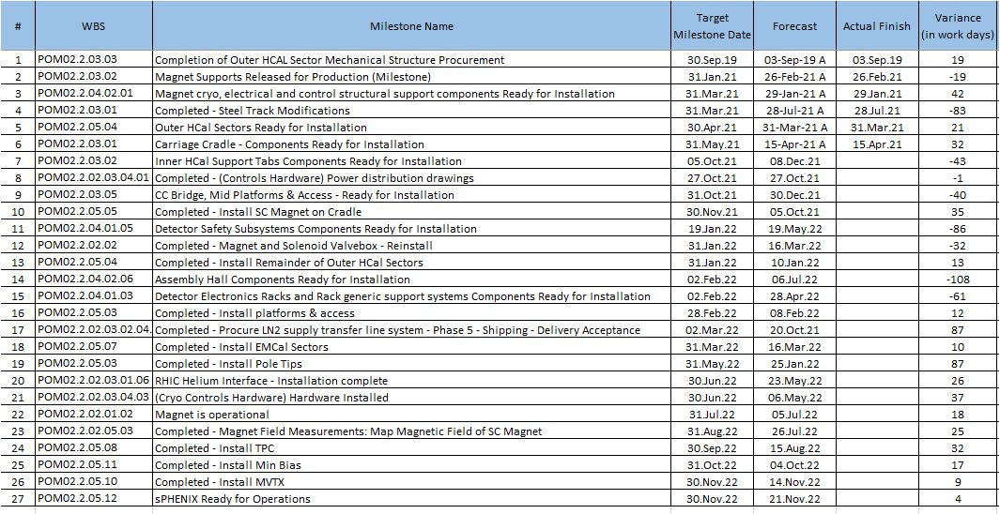 # WBS Milestone Name Target Milestone Date Forecast Actual Finish Variance (in work days)
1 POM02.2.03.03 Completion of Outer HCAL Sector Mechanical Structure Procurement 30.Sep.19 03-Sep-19 A 03.Sep.19 19
2 POM02.2.03.02 Magnet Supports Released for Production (Milestone) 31.Jan.21 26-Feb-21 A 26.Feb.21 -19
3 POM02.2.04.02.01 Magnet cryo, electrical and control structural support components Ready for Installation 31.Mar.21 29-Jan-21 A 29.Jan.21 42
4 POM02.2.03.01 Completed - Steel Track Modifications 31.Mar.21 28-Jul-21 A 28.Jul.21 -83
5 POM02.2.05.04 Outer HCal Sectors Ready for Installation 30.Apr.21 31-Mar-21 A 31.Mar.21 21
6 POM02.2.03.01 Carriage Cradle - Components Ready for Installation 31.May.21 15-Apr-21 A 15.Apr.21 32
7 POM02.2.03.02 Inner HCal Support Tabs Components Ready for Installation 05.Oct.21 08.Dec.21 -43
8 POM02.2.02.03.04.01 Completed - (Controls Hardware) Power distribution drawings 27.Oct.21 27.Oct.21 -1
9 POM02.2.03.05 CC Bridge, Mid Platforms & Access - Ready for Installation 31.Oct.21 30.Dec.21 -40
10 POM02.2.05.05 Completed - Install SC Magnet on Cradle 30.Nov.21 05.Oct.21 35
11 POM02.2.04.01.05 Detector Safety Subsystems Components Ready for Installation 19.Jan.22 19.May.22 -86
12 POM02.2.02.02 Completed - Magnet and Solenoid Valvebox - Reinstall 31.Jan.22 16.Mar.22 -32
13 POM02.2.05.04 Completed - Install Remainder of Outer HCal Sectors 31.Jan.22 10.Jan.22 13
14 POM02.2.04.02.06 Assembly Hall Components Ready for Installation 02.Feb.22 06.Jul.22 -108
15 POM02.2.04.01.03 Detector Electronics Racks and Rack generic support systems Components Ready for Installation 02.Feb.22 28.Apr.22 -61
16 POM02.2.05.03 Completed - Install platforms & access 28.Feb.22 08.Feb.22 12
17 POM02.2.02.03.02.04. Completed - Procure LN2 supply transfer line system - Phase 5 - Shipping - Delivery Acceptance 02.Mar.22 20.Oct.21 87
18 POM02.2.05.07 Completed - Install EMCal Sectors 31.Mar.22 16.Mar.22 10
19 POM02.2.05.03 Completed - Install Pole Tips 31.May.22 25.Jan.22 87
20 POM02.2.02.03.01.06 RHIC Helium Interface - Installation complete 30.Jun.22 23.May.22 26
21 POM02.2.02.03.04.03 (Cryo Controls Hardware) Hardware Installed 30.Jun.22 06.May.22 37
22 POM02.2.02.01.02 Magnet is operational 31.Jul.22 05.Jul.22 18
23 POM02.2.02.05.03 Completed - Magnet Field Measurements: Map Magnetic Field of SC Magnet 31.Aug.22 26.Jul.22 25
24 POM02.2.05.08 Completed - Install TPC 30.Sep.22 15.Aug.22 32
25 POM02.2.05.11 Completed - Install Min Bias 31.Oct.22 04.Oct.22 17
26 POM02.2.05.10 Completed - Install MVTX 30.Nov.22 14.Nov.22 9
27 POM02.2.05.12 sPHENIX Ready for Operations 30.Nov.22 21.Nov.22 4